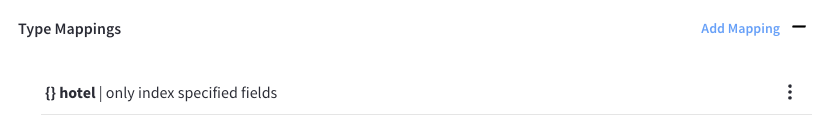 Type Mappings
Add Mapping
{} hotel | only index specified fields